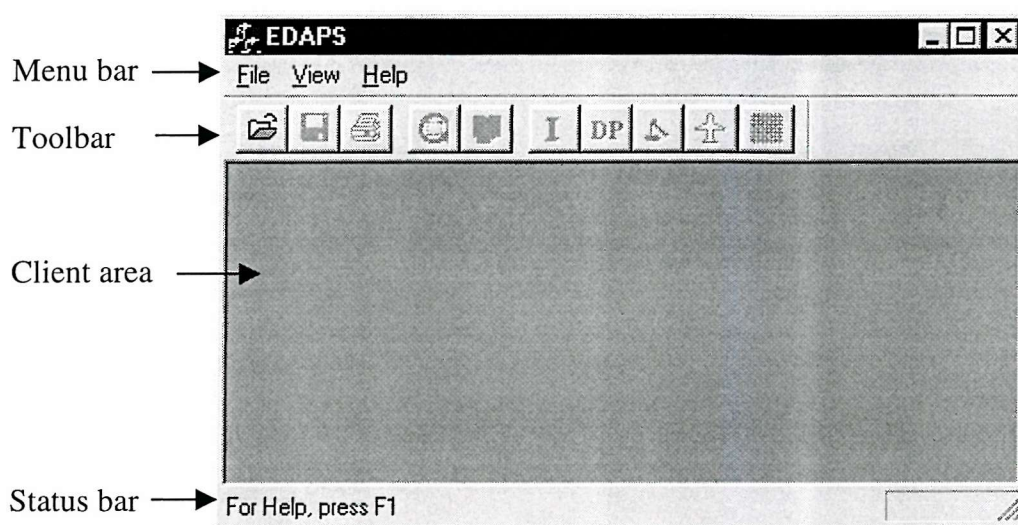 EDAPS
Menu bar
File View Help
Toolbar
I DP
Client area
Status bar
For Help, press F1